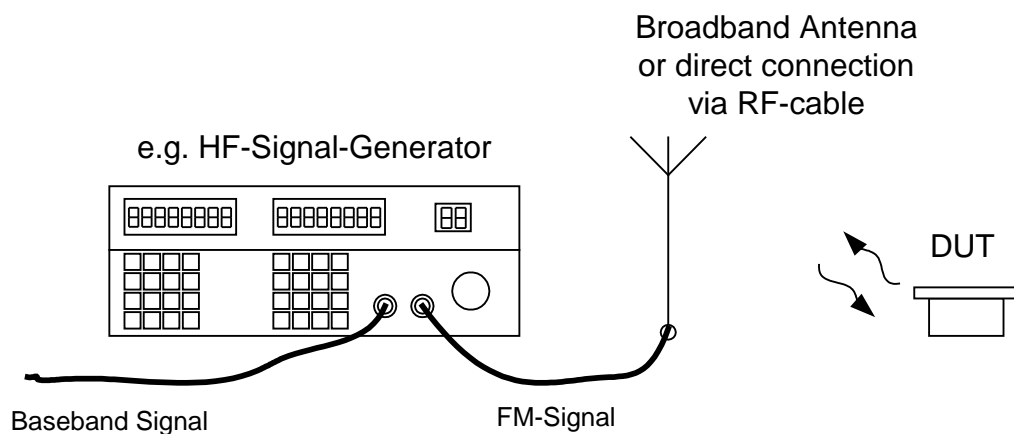 Broadband Antenna
or direct connection
via RF-cable
e.g. HF-Signal-Generator
DUT
Baseband Signal
FM-Signal